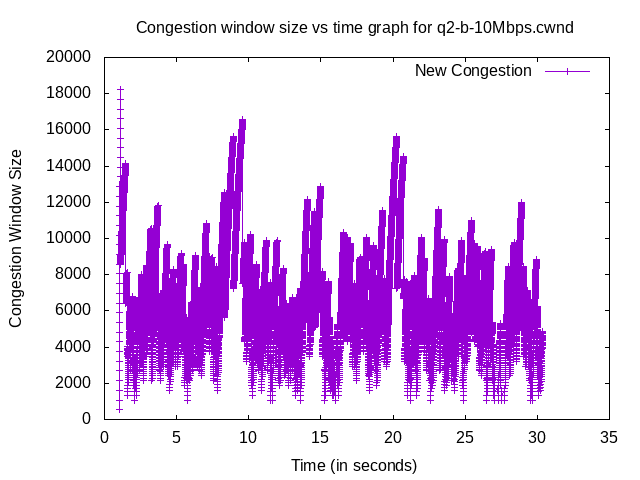 Congestion window size vs time graph for q2-b-10Mbps.cwnd
New Congestion
20000
18000
16000
14000
12000
10000
8000
6000
4000
2000
0
Congestion Window Size
0 5 10 15 20 25 30 35
Time (in seconds)